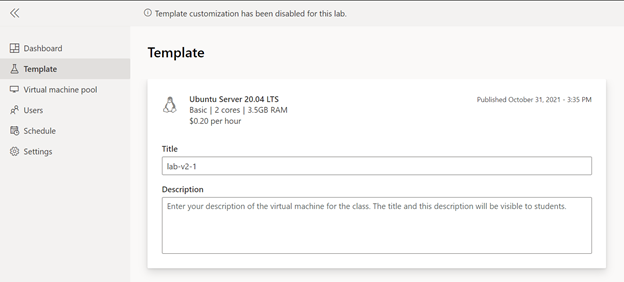 Template customization has been disabled for this lab.
Dashboard
Template
Virtual machine pool
Users
Schedule
Settings
Template
Ubuntu Server 20.04 LTS
Published October 31, 2021 - 3:35 PM
Basic | 2 cores | 3.5GB RAM
$0.20 per hour
Title
lab-v2-1
Description
Enter your description of the virtual machine for the class. The title and this description will be visible to students.